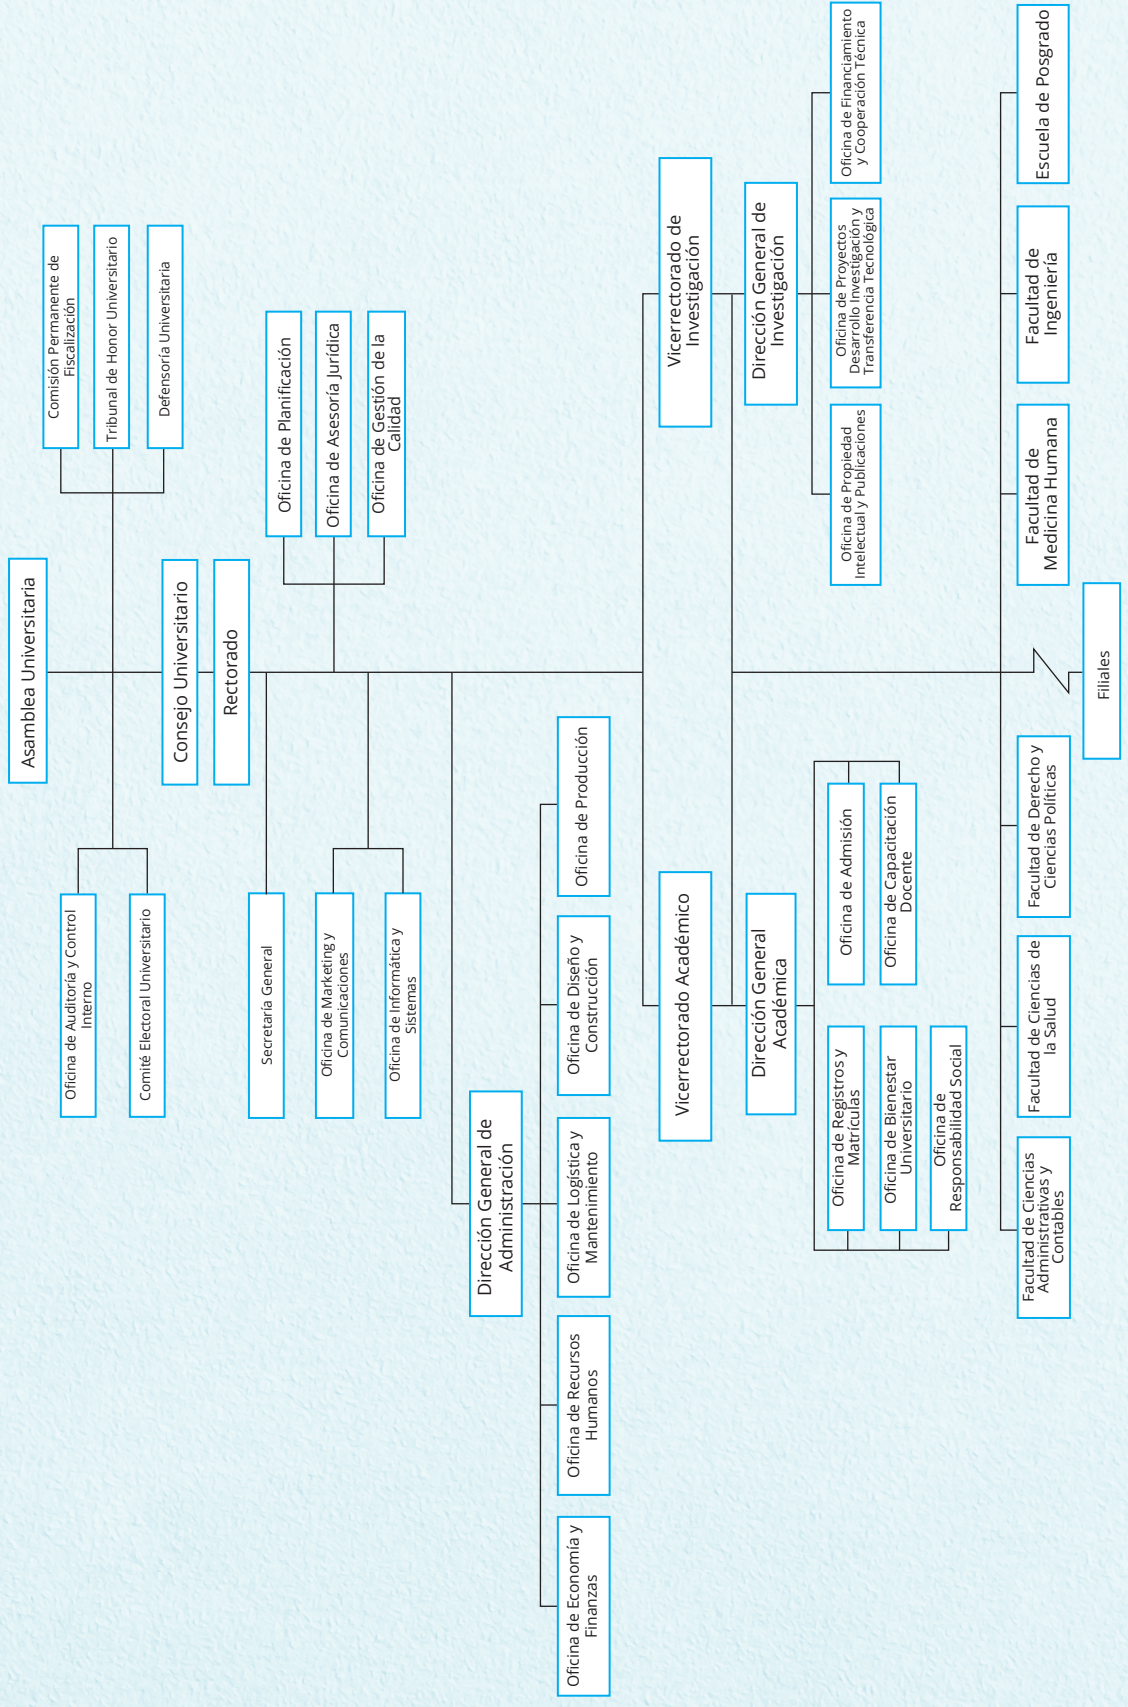 Asamblea Universitaria
Oficina de Auditoría y Control
Interno
Comité Electoral Universitario
Comisión Permanente de
Fiscalización
Tribunal de Honor Universitario
Defensoría Universitaria
Consejo Universitario
Rectorado
Secretaría General
Oficina de Marketing y
Comunicaciones
Oficina de Informática y
Sistemas
Oficina de Planificación
Oficina de Asesoría Jurídica
Oficina de Gestión de la
Calidad
Dirección General de
Administración
Oficina de Economía y
Finanzas
Oficina de Recursos
Humanos
Oficina de Logística y
Mantenimiento
Oficina de Diseño y
Construcción
Oficina de Producción
Vicerrectorado Académico
Vicerrectorado de
Investigación
Dirección General
Académica
Dirección General de
Investigación
Oficina de Registros y
Matrículas
Oficina de Bienestar
Universitario
Oficina de
Responsabilidad Social
Oficina de Admisión
Oficina de Capacitación
Docente
Oficina de Propiedad
Intelectual y Publicaciones
Oficina de Proyectos
Desarrollo Investigación y
Transferencia Tecnológica
Oficina de Financiamiento
y Cooperación Técnica
Facultad de Ciencias
Administrativas y
Contables
Facultad de Ciencias de
la Salud
Facultad de Derecho y
Ciencias Políticas
Facultad de
Medicina Humana
Facultad de
Ingeniería
Escuela de Posgrado
Filiales